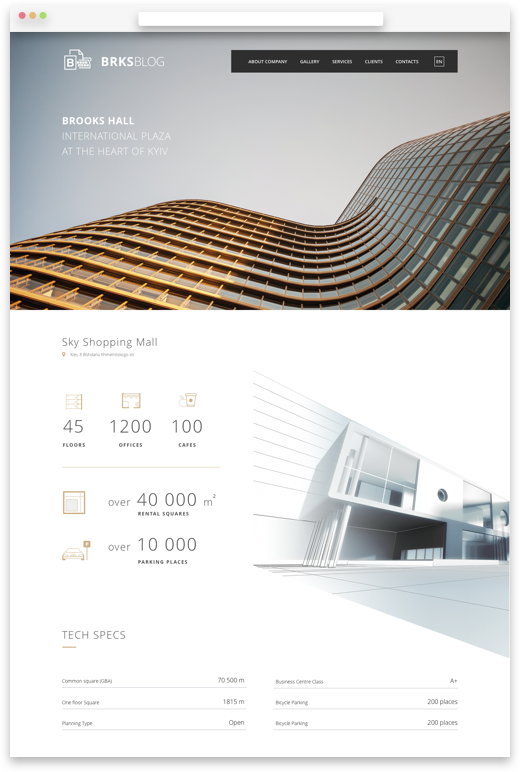 BRKSBLOG
ABOUT COMPANY GALLERY SERVICES CLIENTS CONTACTS EN
BROOKS HALL
INTERNATIONAL PLAZA
AT THE HEART OF KYIV
Sky Shopping Mall
Kiev, 9 Bohdana Khmelnitskogo str.
45 1200 100
FLOORS OFFICES CAFES
over 40 000 m²
RENTAL SQUARES
over 10 000
PARKING PLACES
TECH SPECS
Common square (GBA) 70 500 m Business Centre Class A+
One floor Square 1815 m Bicycle Parking 200 places
Planning Type Open Bicycle Parking 200 places